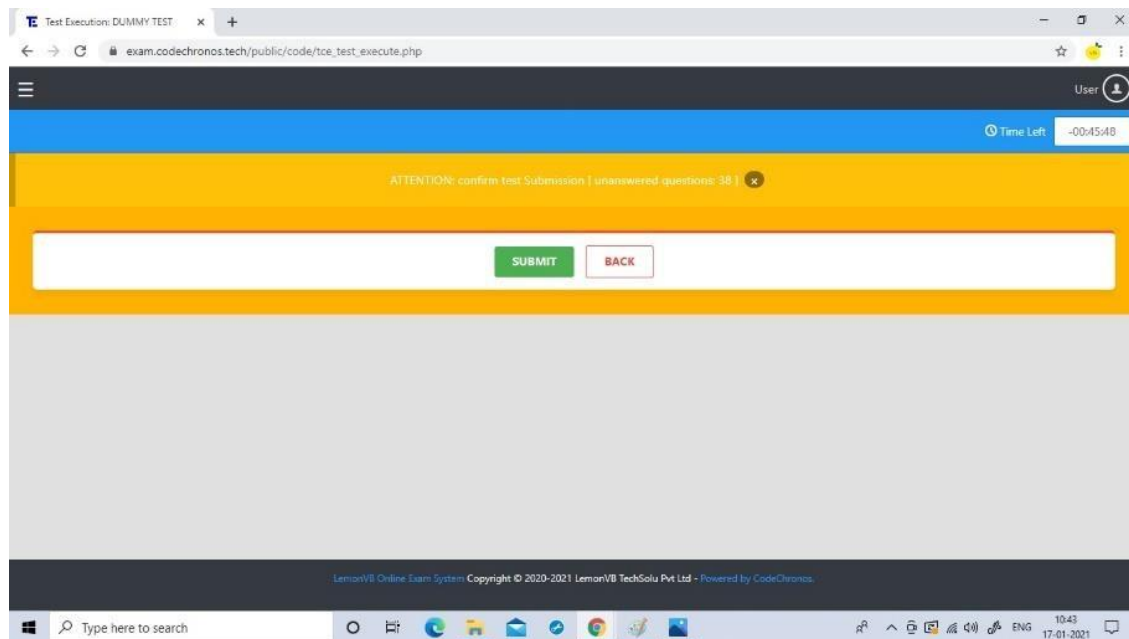 Test Execution: DUMMY TEST
exam.codechronos.tech/public/code/tce_test_execute.php
User
Time Left -00:45:48
ATTENTION: confirm test Submission [ unanswered questions: 38 ]
SUBMIT BACK
LemonVB Online Exam System Copyright © 2020-2021 LemonVB TechSolu Pvt Ltd - Powered by CodeChronos.
Type here to search
ENG
10:43
17-01-2021